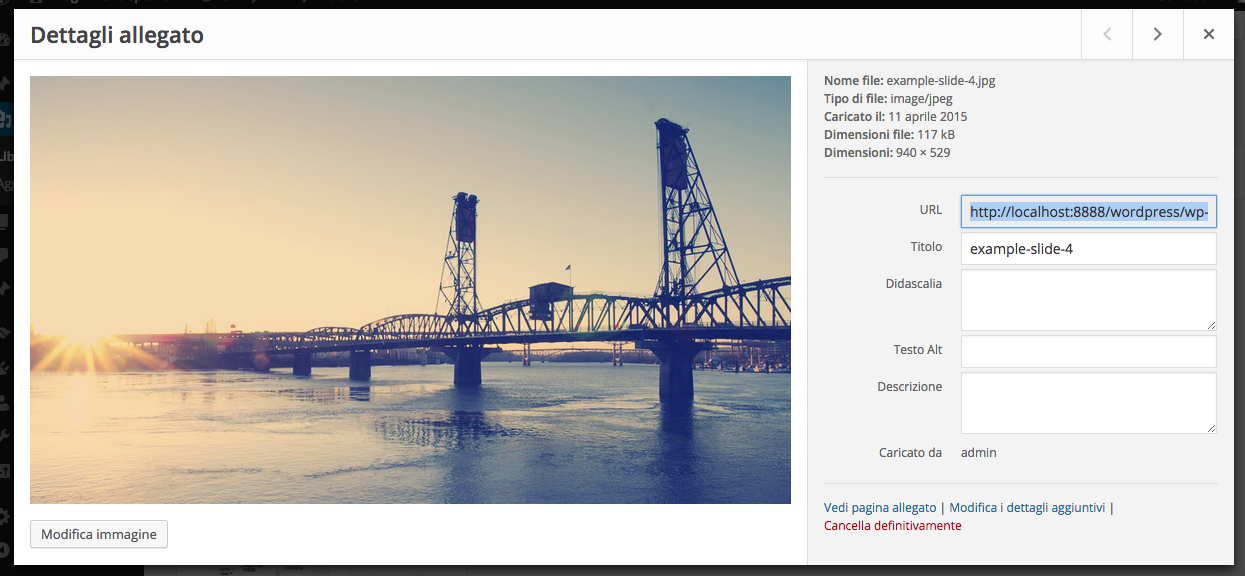 Dettagli allegato
Nome file: example-slide-4.jpg
Tipo di file: image/jpeg
Caricato il: 11 aprile 2015
Dimensioni file: 117 kB
Dimensioni: 940 × 529
URL http://localhost:8888/wordpress/wp-
Titolo example-slide-4
Didascalia
Testo Alt
Descrizione
Caricato da admin
Vedi pagina allegato | Modifica i dettagli aggiuntivi |
Cancella definitivamente
Modifica immagine